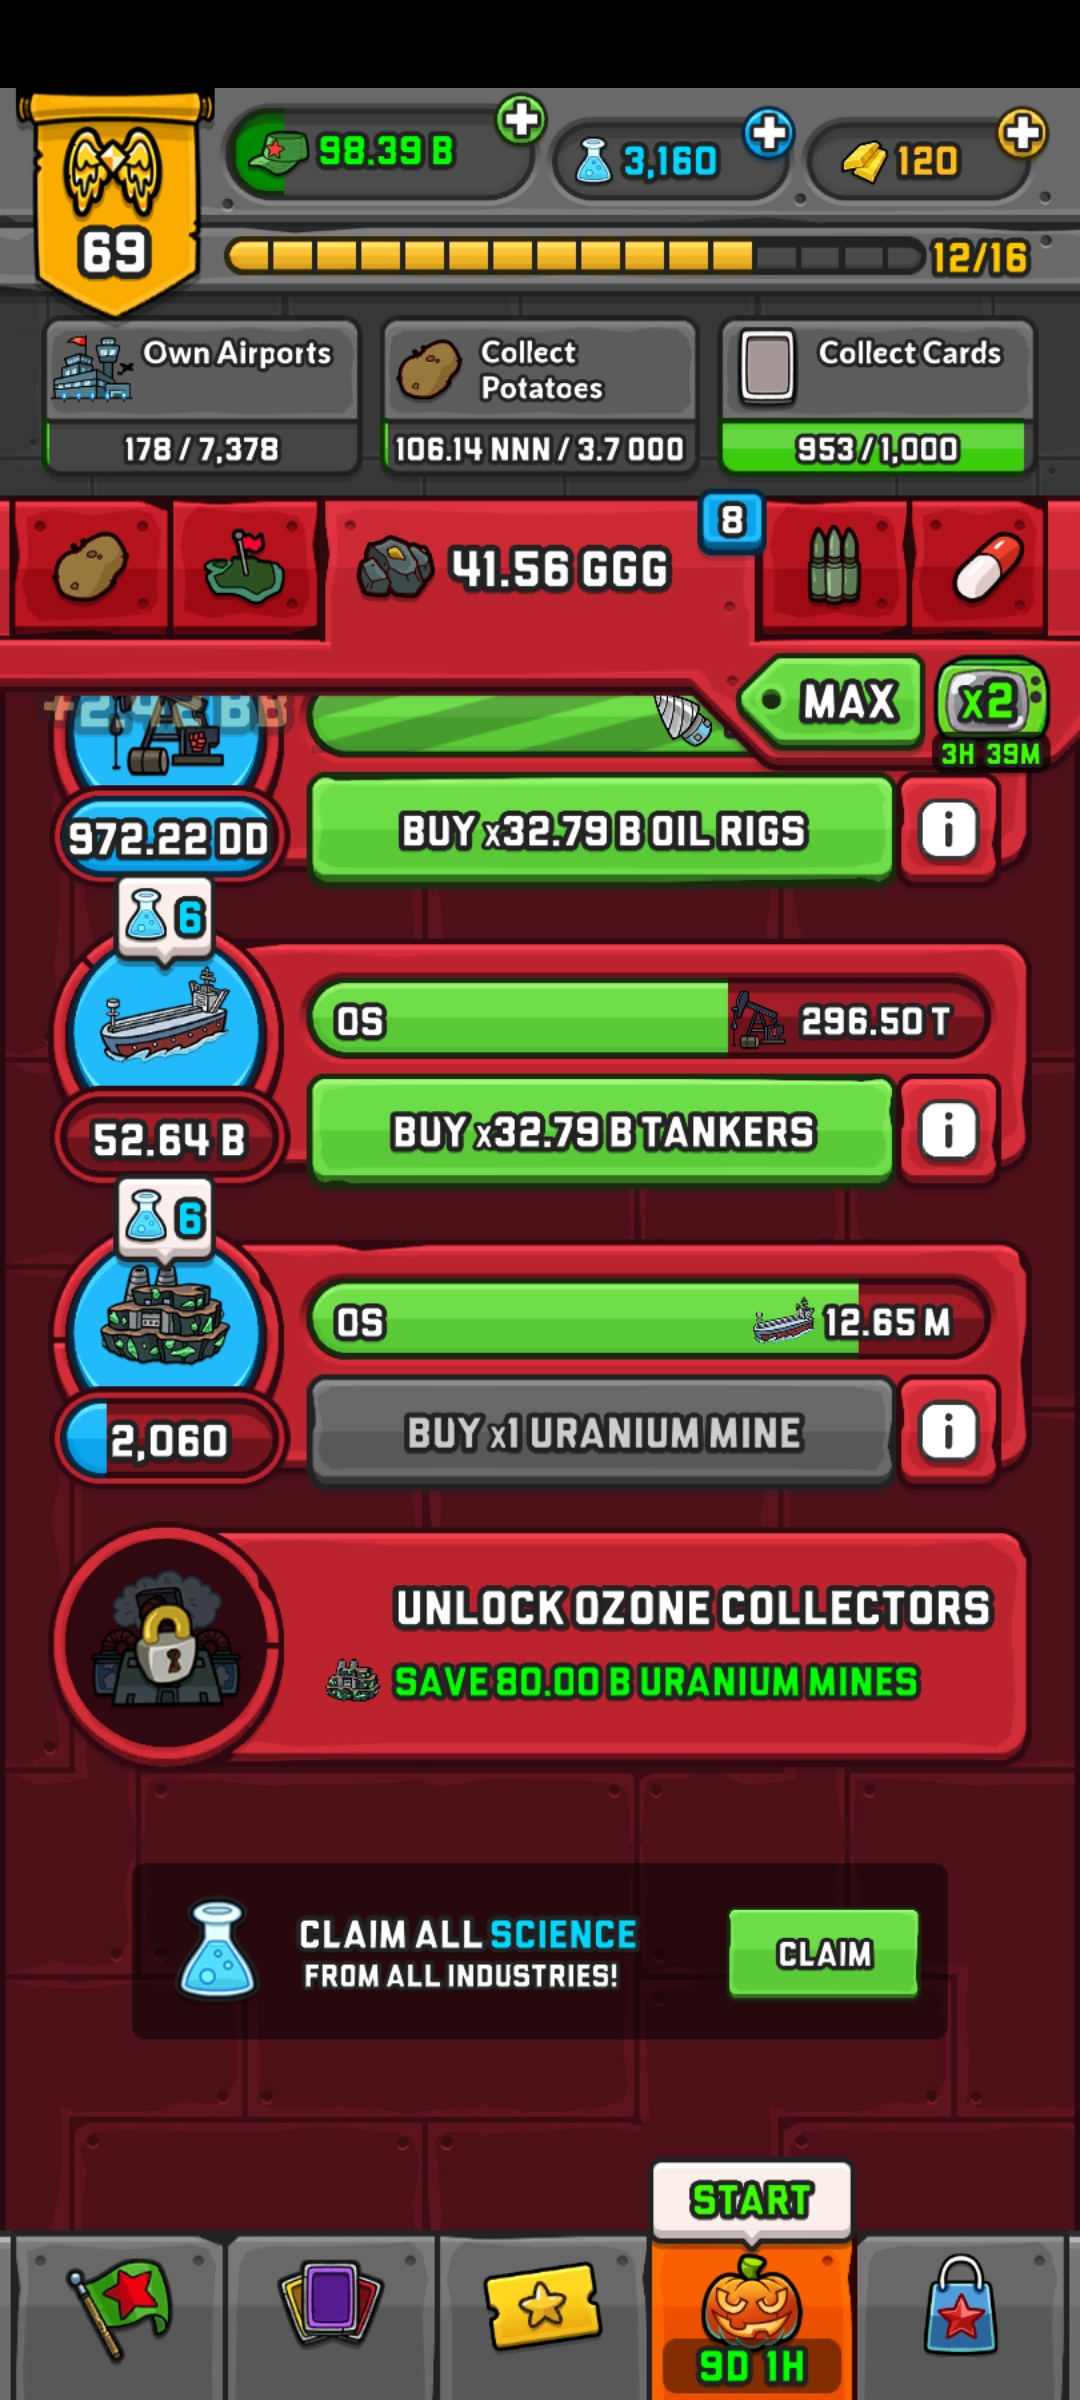 69
98.39 B
3,160
120
12/16
Own Airports
178 / 7,378
Collect
Potatoes
106.14 NNN / 3.7 OOO
Collect Cards
953 / 1,000
41.56 GGG
8
MAX
x2
3H 39M
972.22 DD
BUY x32.79 B OIL RIGS
i
6
0S
296.50 T
52.64 B
BUY x32.79 B TANKERS
i
6
0S
12.65 M
2,060
BUY x1 URANIUM MINE
i
UNLOCK OZONE COLLECTORS
SAVE 80.00 B URANIUM MINES
CLAIM ALL SCIENCE
FROM ALL INDUSTRIES!
CLAIM
START
9D 1H